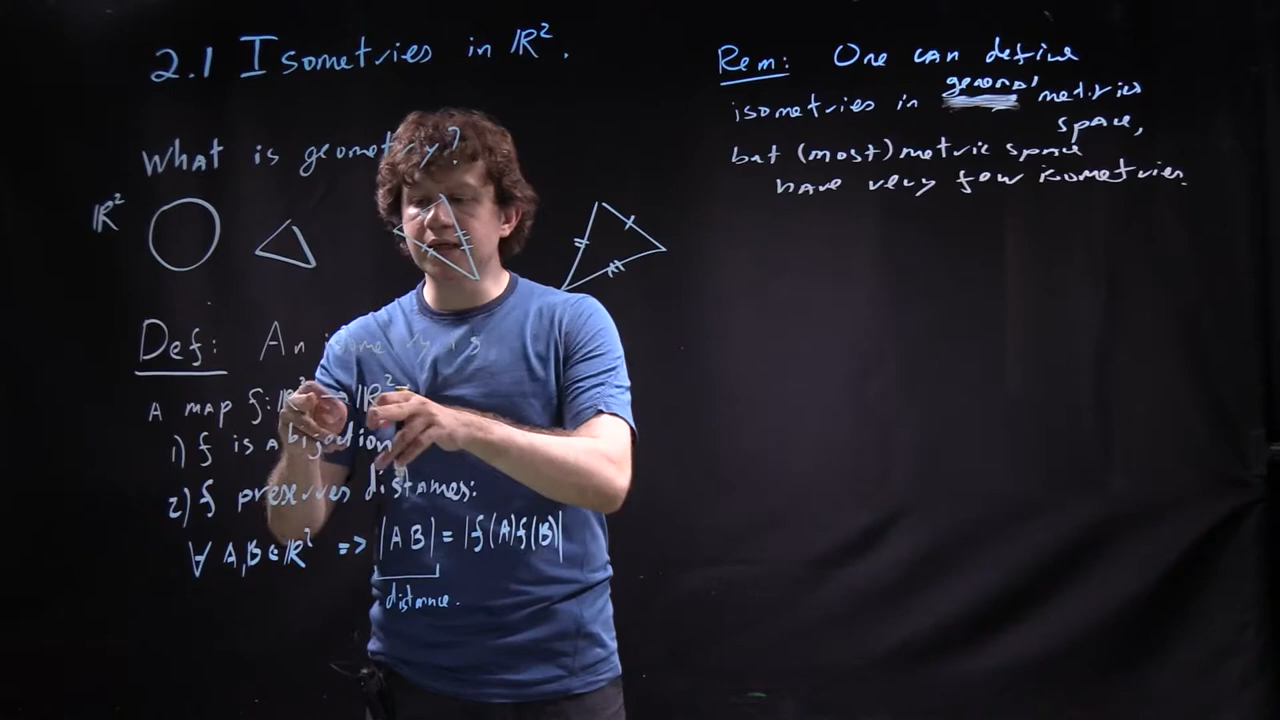 2.1 Isometries in ℝ².
What is geometry?
ℝ²
Def: An isometry is
A map f: ℝ² → ℝ²
1) f is a bijection
2) f preserves distames:
∀ A,B ∈ ℝ² => |AB| = |f(A)f(B)|
distance.
Rem: One can define
isometries in general metrics
space,
but (most) metric space
have very few isometries.